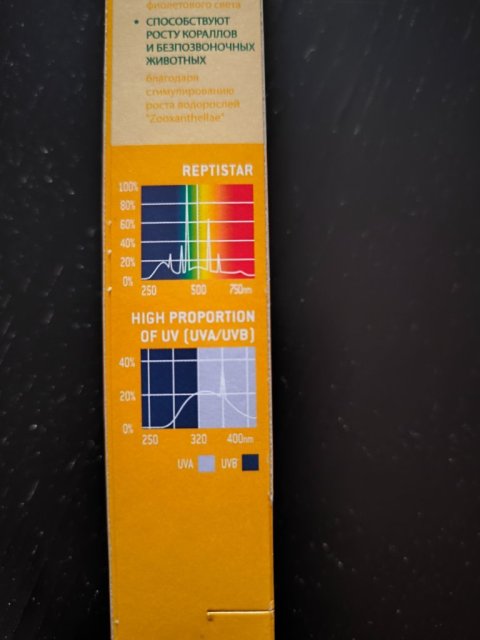 фиолетового света
• СПОСОБСТВУЮТ
РОСТУ КОРАЛЛОВ
И БЕЗПОЗВОНОЧНЫХ
ЖИВОТНЫХ
благодаря
стимулированию
роста водорослей
"Zooxanthellae"
REPTISTAR
100%
80%
60%
40%
20%
0%
250 500 750nm
HIGH PROPORTION
OF UV (UVA/UVB)
40%
20%
0%
250 320 400nm
UVA UVB